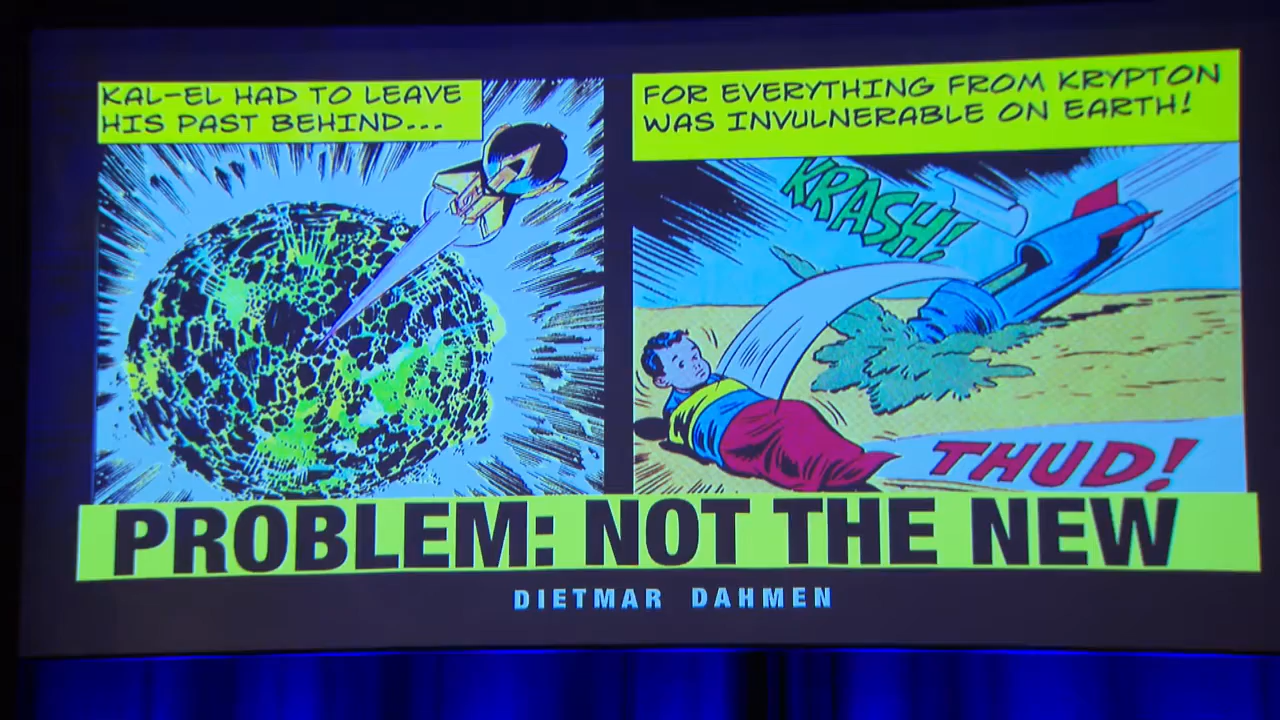 KAL-EL HAD TO LEAVE
HIS PAST BEHIND...
FOR EVERYTHING FROM KRYPTON
WAS INVULNERABLE ON EARTH!
KRASH!
THUD!
PROBLEM: NOT THE NEW
DIETMAR DAHMEN